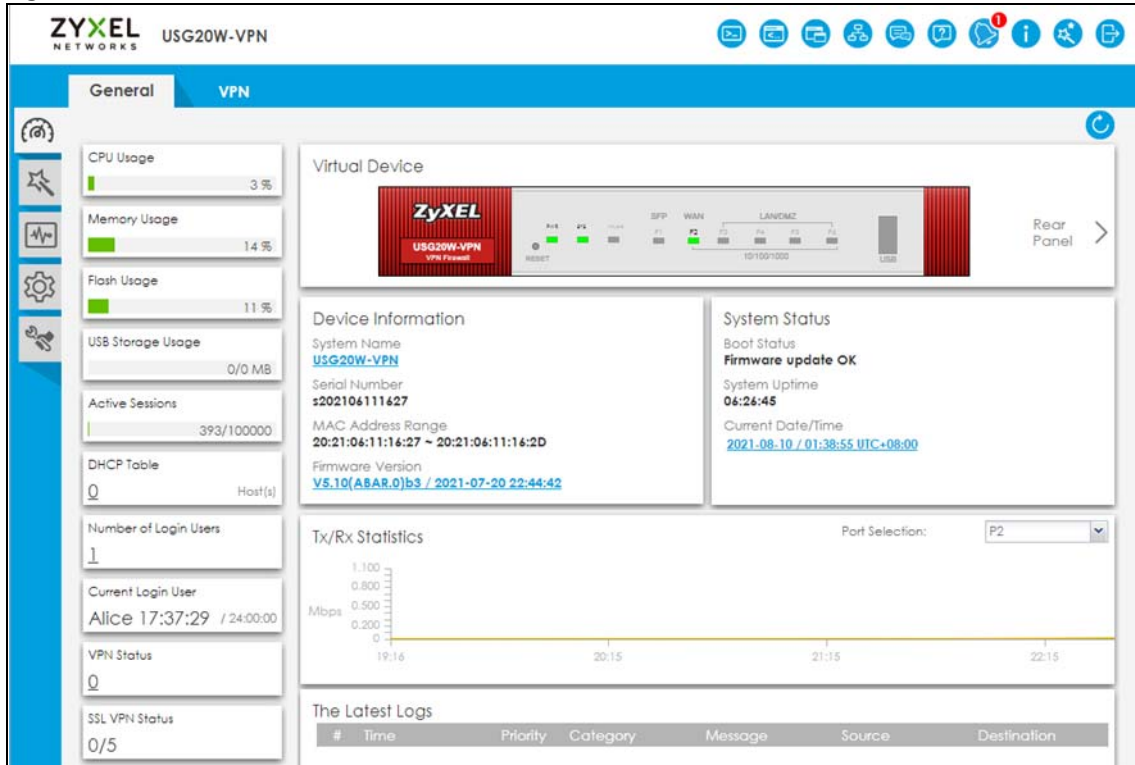 ZYXEL
NETWORKS
USG20W-VPN
1
General
VPN
CPU Usage
3 %
Memory Usage
14 %
Flash Usage
11 %
USB Storage Usage
0/0 MB
Active Sessions
393/100000
DHCP Table
0 Host(s)
Number of Login Users
1
Current Login User
Alice 17:37:29 / 24:00:00
VPN Status
0
SSL VPN Status
0/5
Virtual Device
ZyXEL
USG20W-VPN
VPN Firewall
RESET
SFP WAN LAN/DMZ
P1 P2 P3 P4 P5 P6
10/100/1000
USB
Rear
Panel
Device Information
System Name
USG20W-VPN
Serial Number
s202106111627
MAC Address Range
20:21:06:11:16:27 ~ 20:21:06:11:16:2D
Firmware Version
V5.10(ABAR.0)b3 / 2021-07-20 22:44:42
System Status
Boot Status
Firmware update OK
System Uptime
06:26:45
Current Date/Time
2021-08-10 / 01:38:55 UTC+08:00
Tx/Rx Statistics
Port Selection: P2
1.100
0.800
Mbps 0.500
0.200
0
19:16 20:15 21:15 22:15
The Latest Logs
# Time Priority Category Message Source Destination